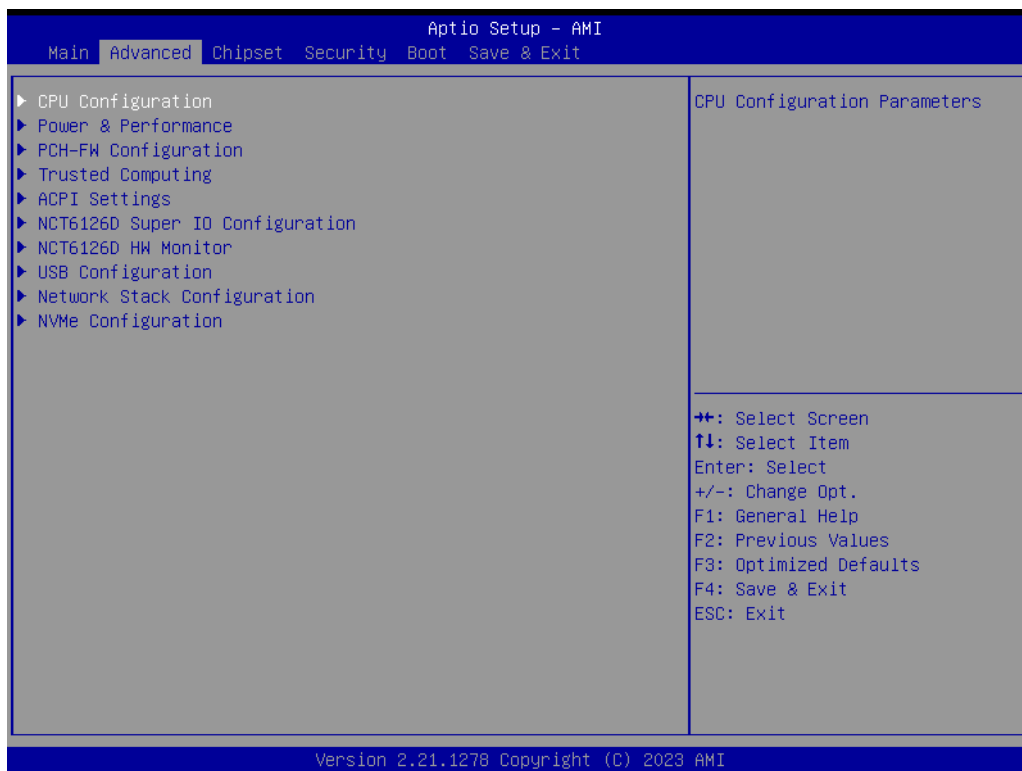 Aptio Setup – AMI
Main Advanced Chipset Security Boot Save & Exit
CPU Configuration
Power & Performance
PCH-FW Configuration
Trusted Computing
ACPI Settings
NCT6126D Super IO Configuration
NCT6126D HW Monitor
USB Configuration
Network Stack Configuration
NVMe Configuration
CPU Configuration Parameters
→←: Select Screen
↑↓: Select Item
Enter: Select
+/-: Change Opt.
F1: General Help
F2: Previous Values
F3: Optimized Defaults
F4: Save & Exit
ESC: Exit
Version 2.21.1278 Copyright (C) 2023 AMI